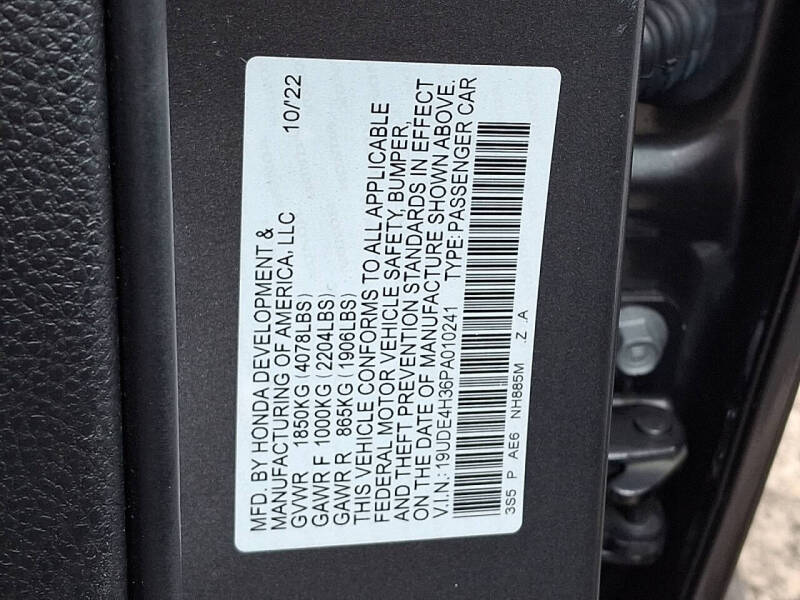 MFD. BY HONDA DEVELOPMENT &
MANUFACTURING OF AMERICA, LLC 10/'22
GVWR 1850KG (4078LBS)
GAWR F 1000KG (2204LBS)
GAWR R 865KG (1906LBS)
THIS VEHICLE CONFORMS TO ALL APPLICABLE
FEDERAL MOTOR VEHICLE SAFETY, BUMPER,
AND THEFT PREVENTION STANDARDS IN EFFECT
ON THE DATE OF MANUFACTURE SHOWN ABOVE.
V.I.N.: 19UDE4H36PA010241 TYPE: PASSENGER CAR
3S5 P AE6 NH885M .Z .A